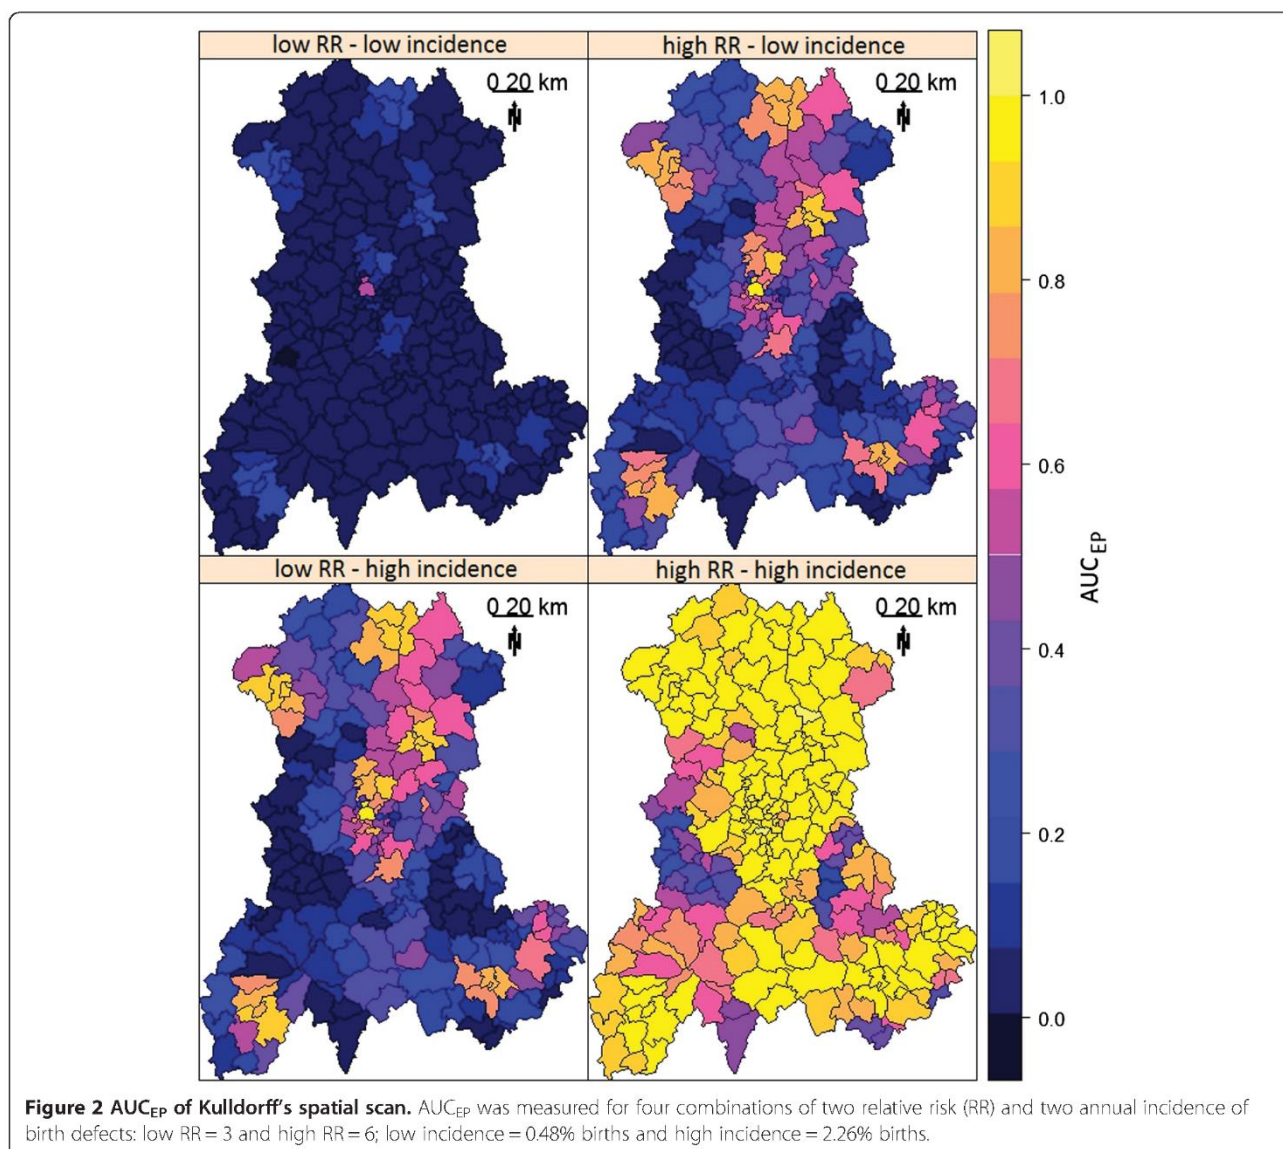 low RR - low incidence
high RR - low incidence
0 20 km
N
0 20 km
N
low RR - high incidence
high RR - high incidence
0 20 km
N
0 20 km
N
1.0
0.8
0.6
0.4
0.2
0.0
AUC_EP
Figure 2 AUC_EP of Kulldorff's spatial scan. AUC_EP was measured for four combinations of two relative risk (RR) and two annual incidence of
birth defects: low RR = 3 and high RR = 6; low incidence = 0.48% births and high incidence = 2.26% births.